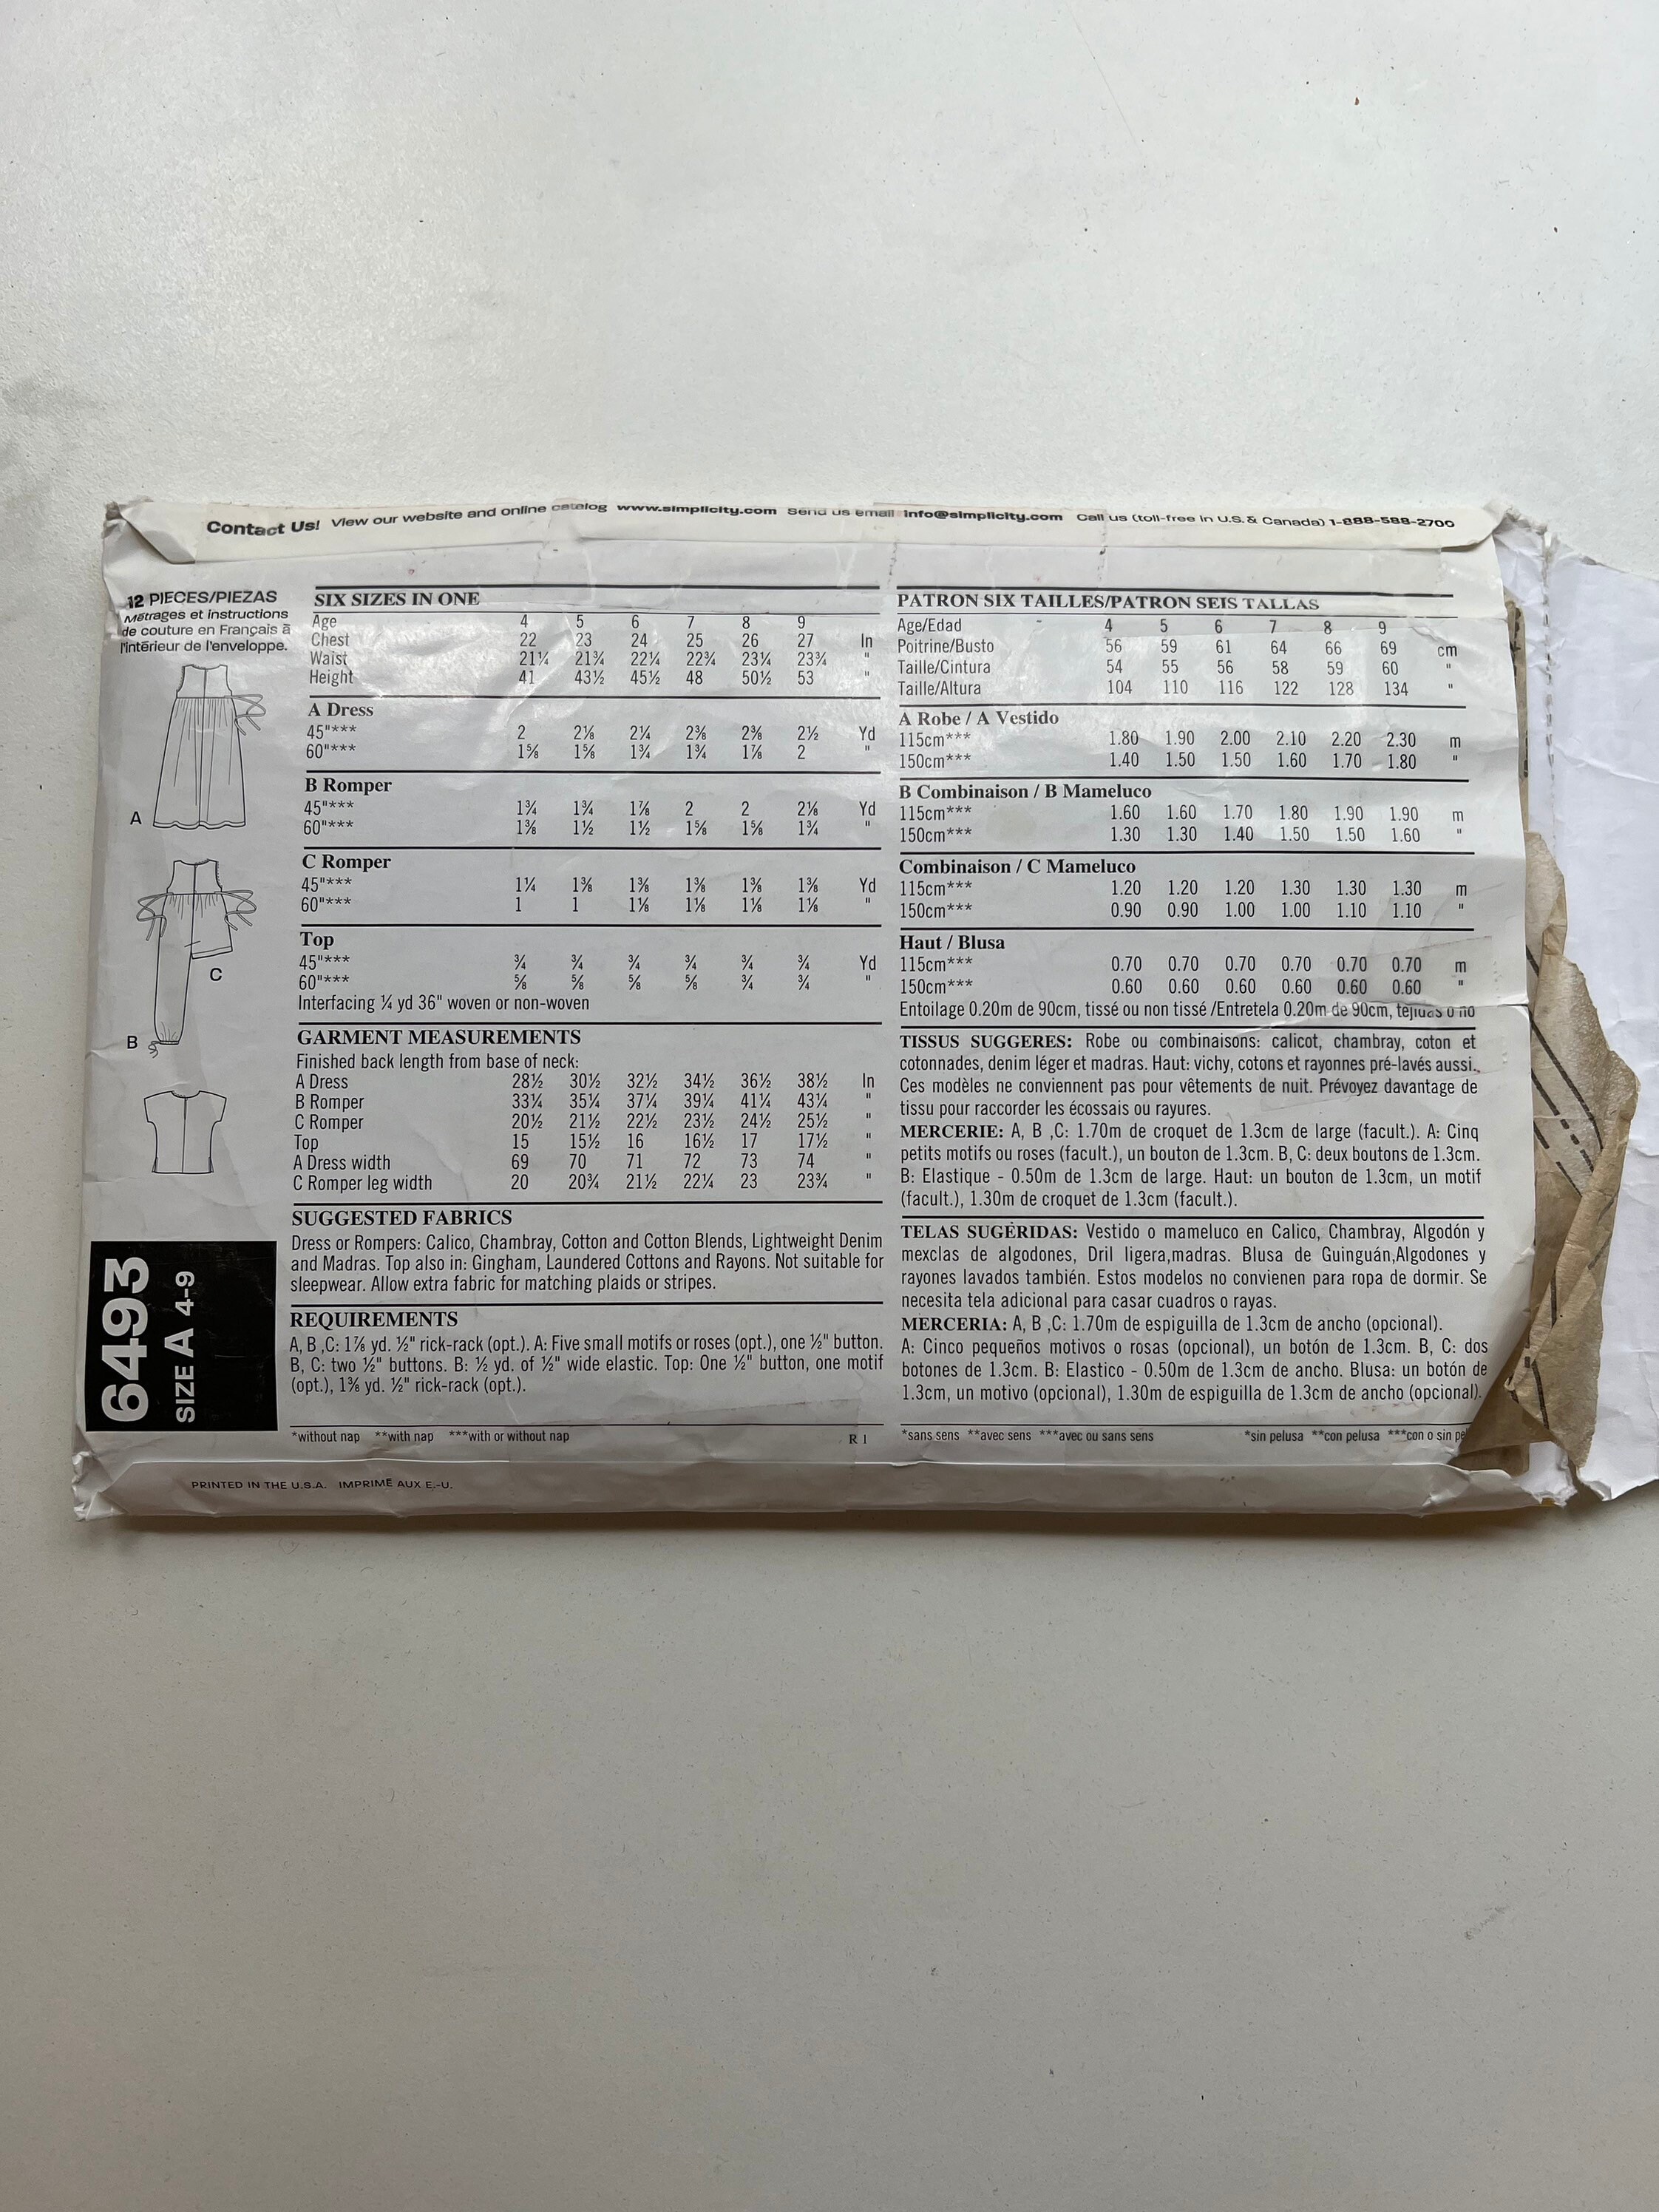 Contact Us! View our website and online catalog www.simplicity.com Send us email info@simplicity.com Call us (toll-free in U.S. & Canada) 1-888-588-2700
12 PIECES/PIEZAS
Métrages et instructions
de couture en Français à
l'intérieur de l'enveloppe.
A
C
B
6493
SIZE A 4-9
SIX SIZES IN ONE
Age 4 5 6 7 8 9
Chest 22 23 24 25 26 27 In
Waist 21¼ 21¾ 22¼ 22¾ 23¼ 23¾ "
Height 41 43½ 45½ 48 50½ 53 "
A Dress
45"*** 2 2⅛ 2¼ 2⅜ 2⅜ 2½ Yd
60"*** 1⅝ 1⅝ 1¾ 1¾ 1⅞ 2 "
B Romper
45"*** 1¾ 1¾ 1⅞ 2 2 2⅛ Yd
60"*** 1⅜ 1½ 1½ 1⅝ 1⅝ 1¾ "
C Romper
45"*** 1¼ 1⅜ 1⅜ 1⅜ 1⅜ 1⅜ Yd
60"*** 1 1 1⅛ 1⅛ 1⅛ 1⅛ "
Top
45"*** ¾ ¾ ¾ ¾ ¾ ¾ Yd
60"*** ⅝ ⅝ ⅝ ⅝ ¾ ¾ "
Interfacing ¼ yd 36" woven or non-woven
GARMENT MEASUREMENTS
Finished back length from base of neck:
A Dress 28½ 30½ 32½ 34½ 36½ 38½ In
B Romper 33¼ 35¼ 37¼ 39¼ 41¼ 43¼ "
C Romper 20½ 21½ 22½ 23½ 24½ 25½ "
Top 15 15½ 16 16½ 17 17½ "
A Dress width 69 70 71 72 73 74 "
C Romper leg width 20 20¾ 21½ 22¼ 23 23¾ "
SUGGESTED FABRICS
Dress or Rompers: Calico, Chambray, Cotton and Cotton Blends, Lightweight Denim
and Madras. Top also in: Gingham, Laundered Cottons and Rayons. Not suitable for
sleepwear. Allow extra fabric for matching plaids or stripes.
REQUIREMENTS
A, B ,C: 1⅞ yd. ½" rick-rack (opt.). A: Five small motifs or roses (opt.), one ½" button.
B, C: two ½" buttons. B: ½ yd. of ½" wide elastic. Top: One ½" button, one motif
(opt.), 1⅜ yd. ½" rick-rack (opt.).
*without nap **with nap ***with or without nap R 1
PATRON SIX TAILLES/PATRON SEIS TALLAS
Age/Edad - 4 5 6 7 8 9
Poitrine/Busto 56 59 61 64 66 69 cm
Taille/Cintura 54 55 56 58 59 60 "
Taille/Altura 104 110 116 122 128 134 "
A Robe / A Vestido
115cm*** 1.80 1.90 2.00 2.10 2.20 2.30 m
150cm*** 1.40 1.50 1.50 1.60 1.70 1.80 "
B Combinaison / B Mameluco
115cm*** 1.60 1.60 1.70 1.80 1.90 1.90 m
150cm*** 1.30 1.30 1.40 1.50 1.50 1.60 "
Combinaison / C Mameluco
115cm*** 1.20 1.20 1.20 1.30 1.30 1.30 m
150cm*** 0.90 0.90 1.00 1.00 1.10 1.10 "
Haut / Blusa
115cm*** 0.70 0.70 0.70 0.70 0.70 0.70 m
150cm*** 0.60 0.60 0.60 0.60 0.60 0.60 "
Entoilage 0.20m de 90cm, tissé ou non tissé /Entretela 0.20m de 90cm, tejidas o no
TISSUS SUGGERES: Robe ou combinaisons: calicot, chambray, coton et
cotonnades, denim léger et madras. Haut: vichy, cotons et rayonnes pré-lavés aussi.
Ces modèles ne conviennent pas pour vêtements de nuit. Prévoyez davantage de
tissu pour raccorder les écossais ou rayures.
MERCERIE: A, B ,C: 1.70m de croquet de 1.3cm de large (facult.). A: Cinq
petits motifs ou roses (facult.), un bouton de 1.3cm. B, C: deux boutons de 1.3cm.
B: Elastique - 0.50m de 1.3cm de large. Haut: un bouton de 1.3cm, un motif
(facult.), 1.30m de croquet de 1.3cm (facult.).
TELAS SUGERIDAS: Vestido o mameluco en Calico, Chambray, Algodón y
mexclas de algodones, Dril ligera,madras. Blusa de Guinguán,Algodones y
rayones lavados también. Estos modelos no convienen para ropa de dormir. Se
necesita tela adicional para casar cuadros o rayas.
MERCERIA: A, B ,C: 1.70m de espiguilla de 1.3cm de ancho (opcional).
A: Cinco pequeños motivos o rosas (opcional), un botón de 1.3cm. B, C: dos
botones de 1.3cm. B: Elastico - 0.50m de 1.3cm de ancho. Blusa: un botón de
1.3cm, un motivo (opcional), 1.30m de espiguilla de 1.3cm de ancho (opcional).
*sans sens **avec sens ***avec ou sans sens *sin pelusa **con pelusa ***con o sin pe
PRINTED IN THE U.S.A. IMPRIMÉ AUX E.-U.